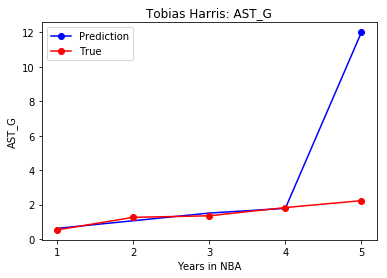 Tobias Harris: AST_G
Prediction
True
12
10
8
6
4
2
0
AST_G
1 2 3 4 5
Years in NBA